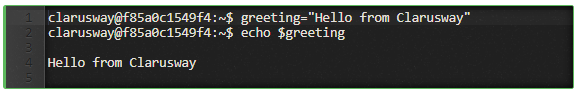 1 clarusway@f85a0c1549f4:~$ greeting="Hello from Clarusway"
2 clarusway@f85a0c1549f4:~$ echo $greeting
3
4 Hello from Clarusway
5